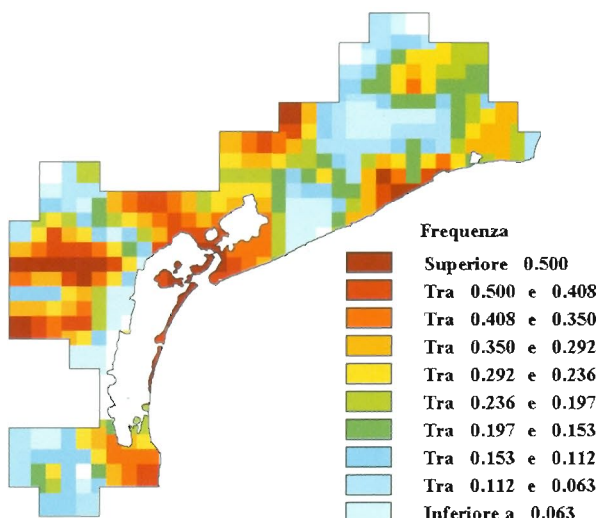 Frequenza
Superiore 0.500
Tra 0.500 e 0.408
Tra 0.408 e 0.350
Tra 0.350 e 0.292
Tra 0.292 e 0.236
Tra 0.236 e 0.197
Tra 0.197 e 0.153
Tra 0.153 e 0.112
Tra 0.112 e 0.063
Inferiore a 0.063